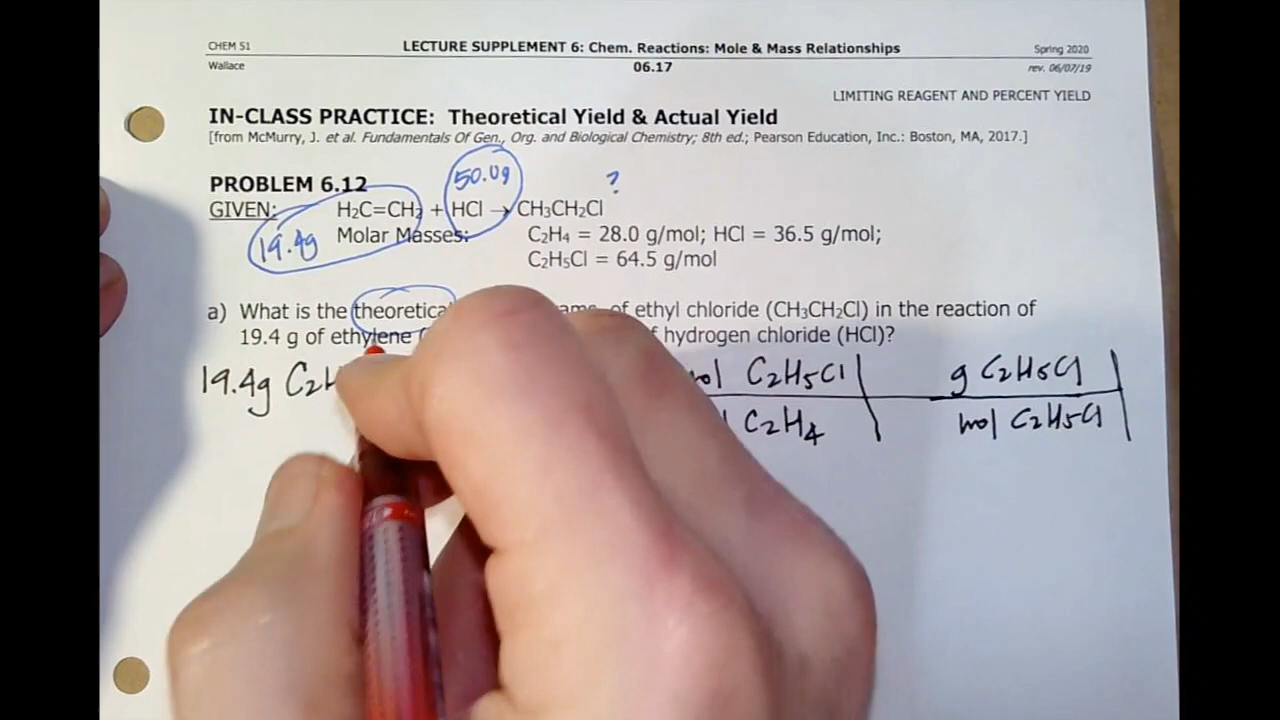 CHEM 51 LECTURE SUPPLEMENT 6: Chem. Reactions: Mole & Mass Relationships Spring 2020
Wallace 06.17 rev. 06/07/19
LIMITING REAGENT AND PERCENT YIELD
IN-CLASS PRACTICE: Theoretical Yield & Actual Yield
[from McMurry, J. et al. Fundamentals Of Gen., Org. and Biological Chemistry; 8th ed.; Pearson Education, Inc.: Boston, MA, 2017.]
50.0g ?
PROBLEM 6.12
GIVEN: H₂C=CH₂ + HCl → CH₃CH₂Cl
19.4g Molar Masses: C₂H₄ = 28.0 g/mol; HCl = 36.5 g/mol;
C₂H₅Cl = 64.5 g/mol
a) What is the of ethyl chloride (CH₃CH₂Cl) in the reaction of
19.4 g of ethylene hydrogen chloride (HCl)?
19.4g C₂H₅Cl g C₂H₅Cl
C₂H₄ mol C₂H₅Cl